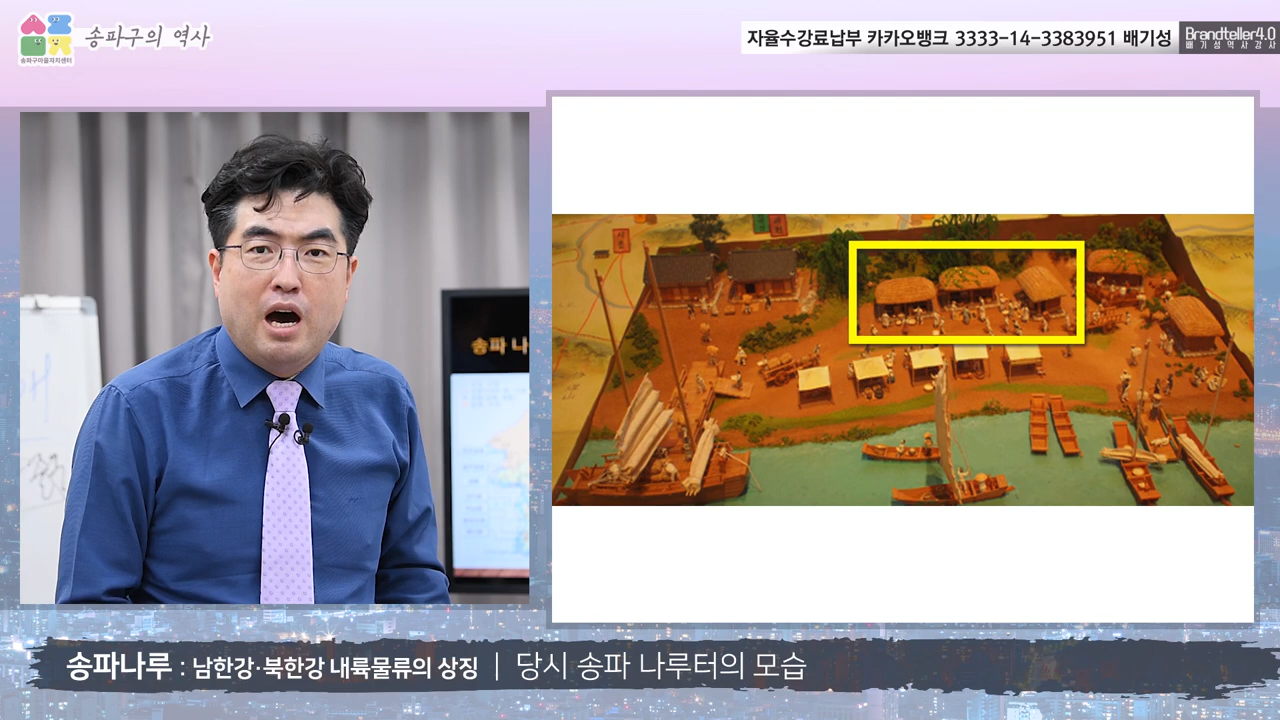 송파구의 역사
송파구마을자치센터
자율수강료납부 카카오뱅크 3333-14-3383951 배기성
Brandteller4.0
배기성역사강사
송파 나
송파나루 : 남한강·북한강 내륙물류의 상징 | 당시 송파 나루터의 모습